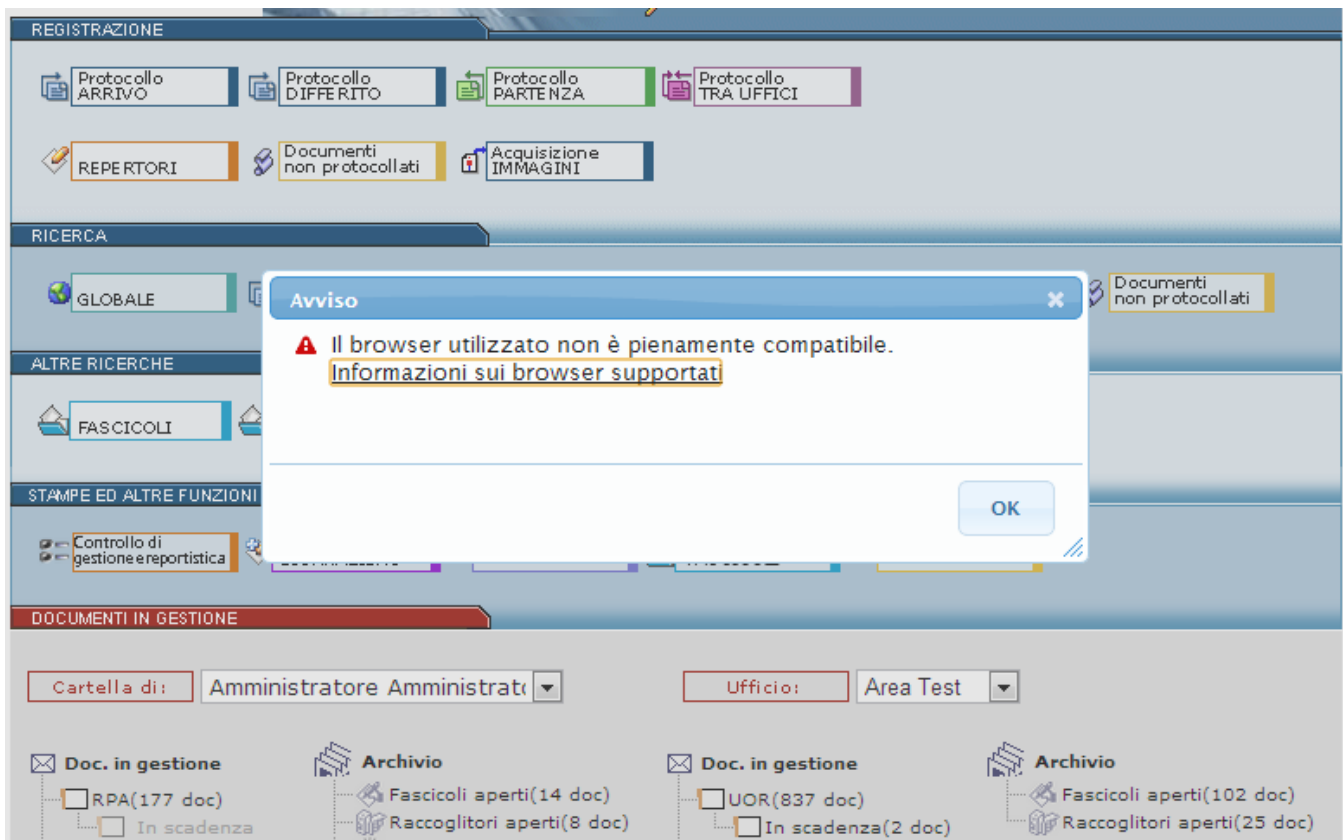 REGISTRAZIONE
Protocollo
ARRIVO
Protocollo
DIFFERITO
Protocollo
PARTENZA
Protocollo
TRA UFFICI
REPERTORI
Documenti
non protocollati
Acquisizione
IMMAGINI
RICERCA
GLOBALE
Documenti
non protocollati
Avviso
Il browser utilizzato non è pienamente compatibile.
Informazioni sui browser supportati
OK
ALTRE RICERCHE
FASCICOLI
STAMPE ED ALTRE FUNZIONI
Controllo di
gestione e reportistica
DOCUMENTI IN GESTIONE
Cartella di:
Amministratore Amministrato
Ufficio:
Area Test
Doc. in gestione
Archivio
Doc. in gestione
Archivio
RPA(177 doc)
Fascicoli aperti(14 doc)
UOR(837 doc)
Fascicoli aperti(102 doc)
In scadenza
Raccoglitori aperti(8 doc)
In scadenza(2 doc)
Raccoglitori aperti(25 doc)